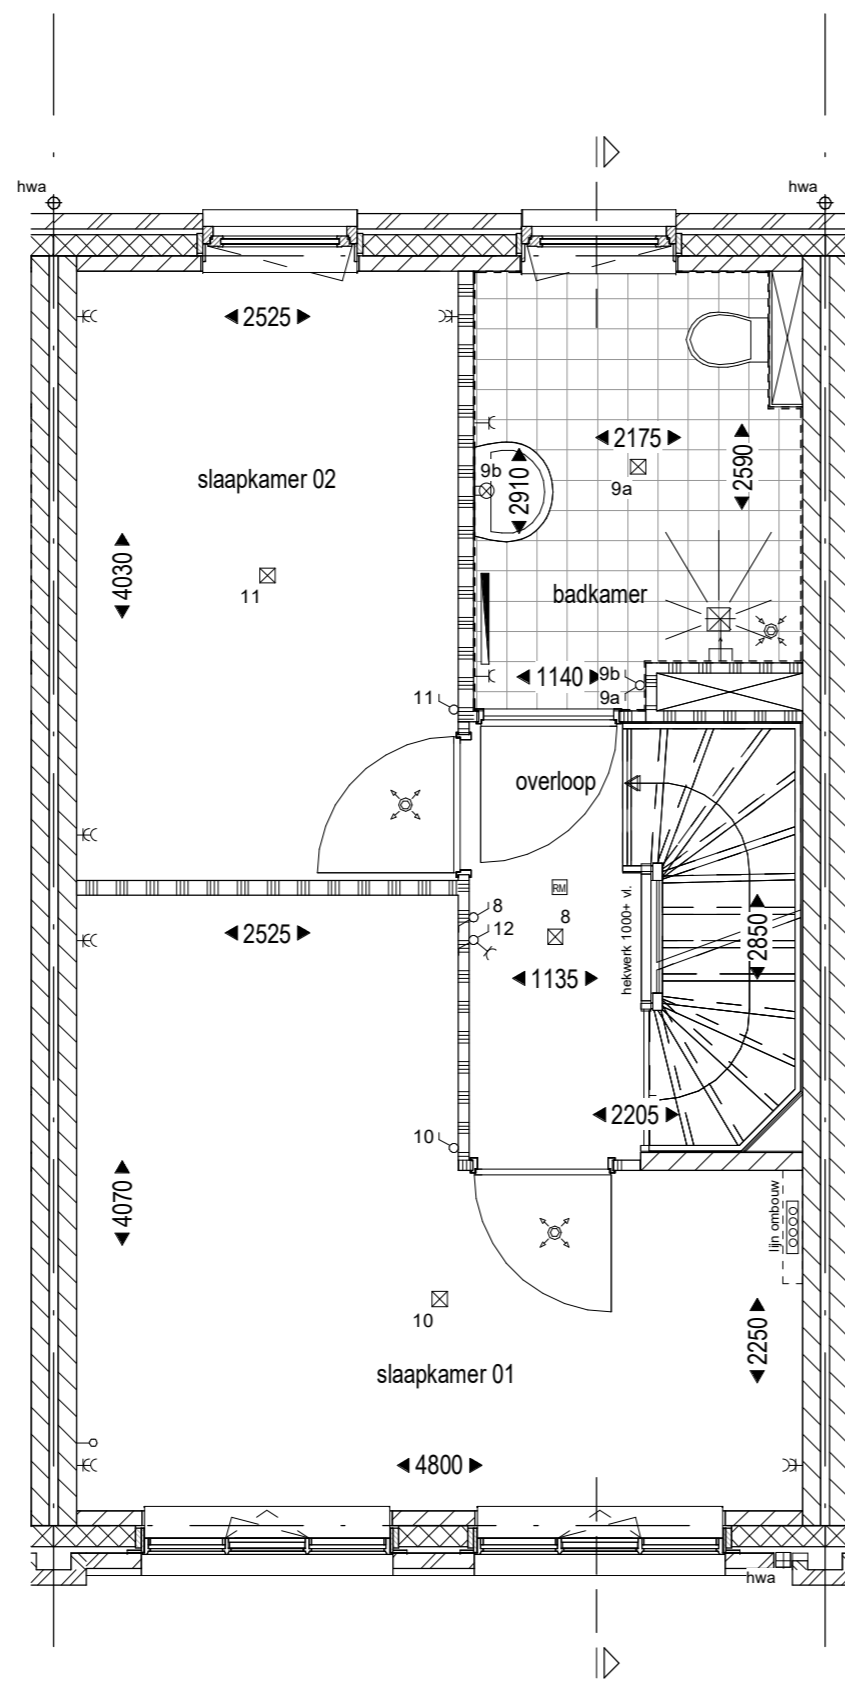 hwa
hwa
2525
2175
2590
slaapkamer 02
9b
2910
9a
4030
11
badkamer
1140
9b
9a
11
overloop
RM
8
8
12
2525
hekwerk 1000+ vl.
2850
1135
2205
10
4070
lijn ombouw
10
2250
slaapkamer 01
4800
hwa